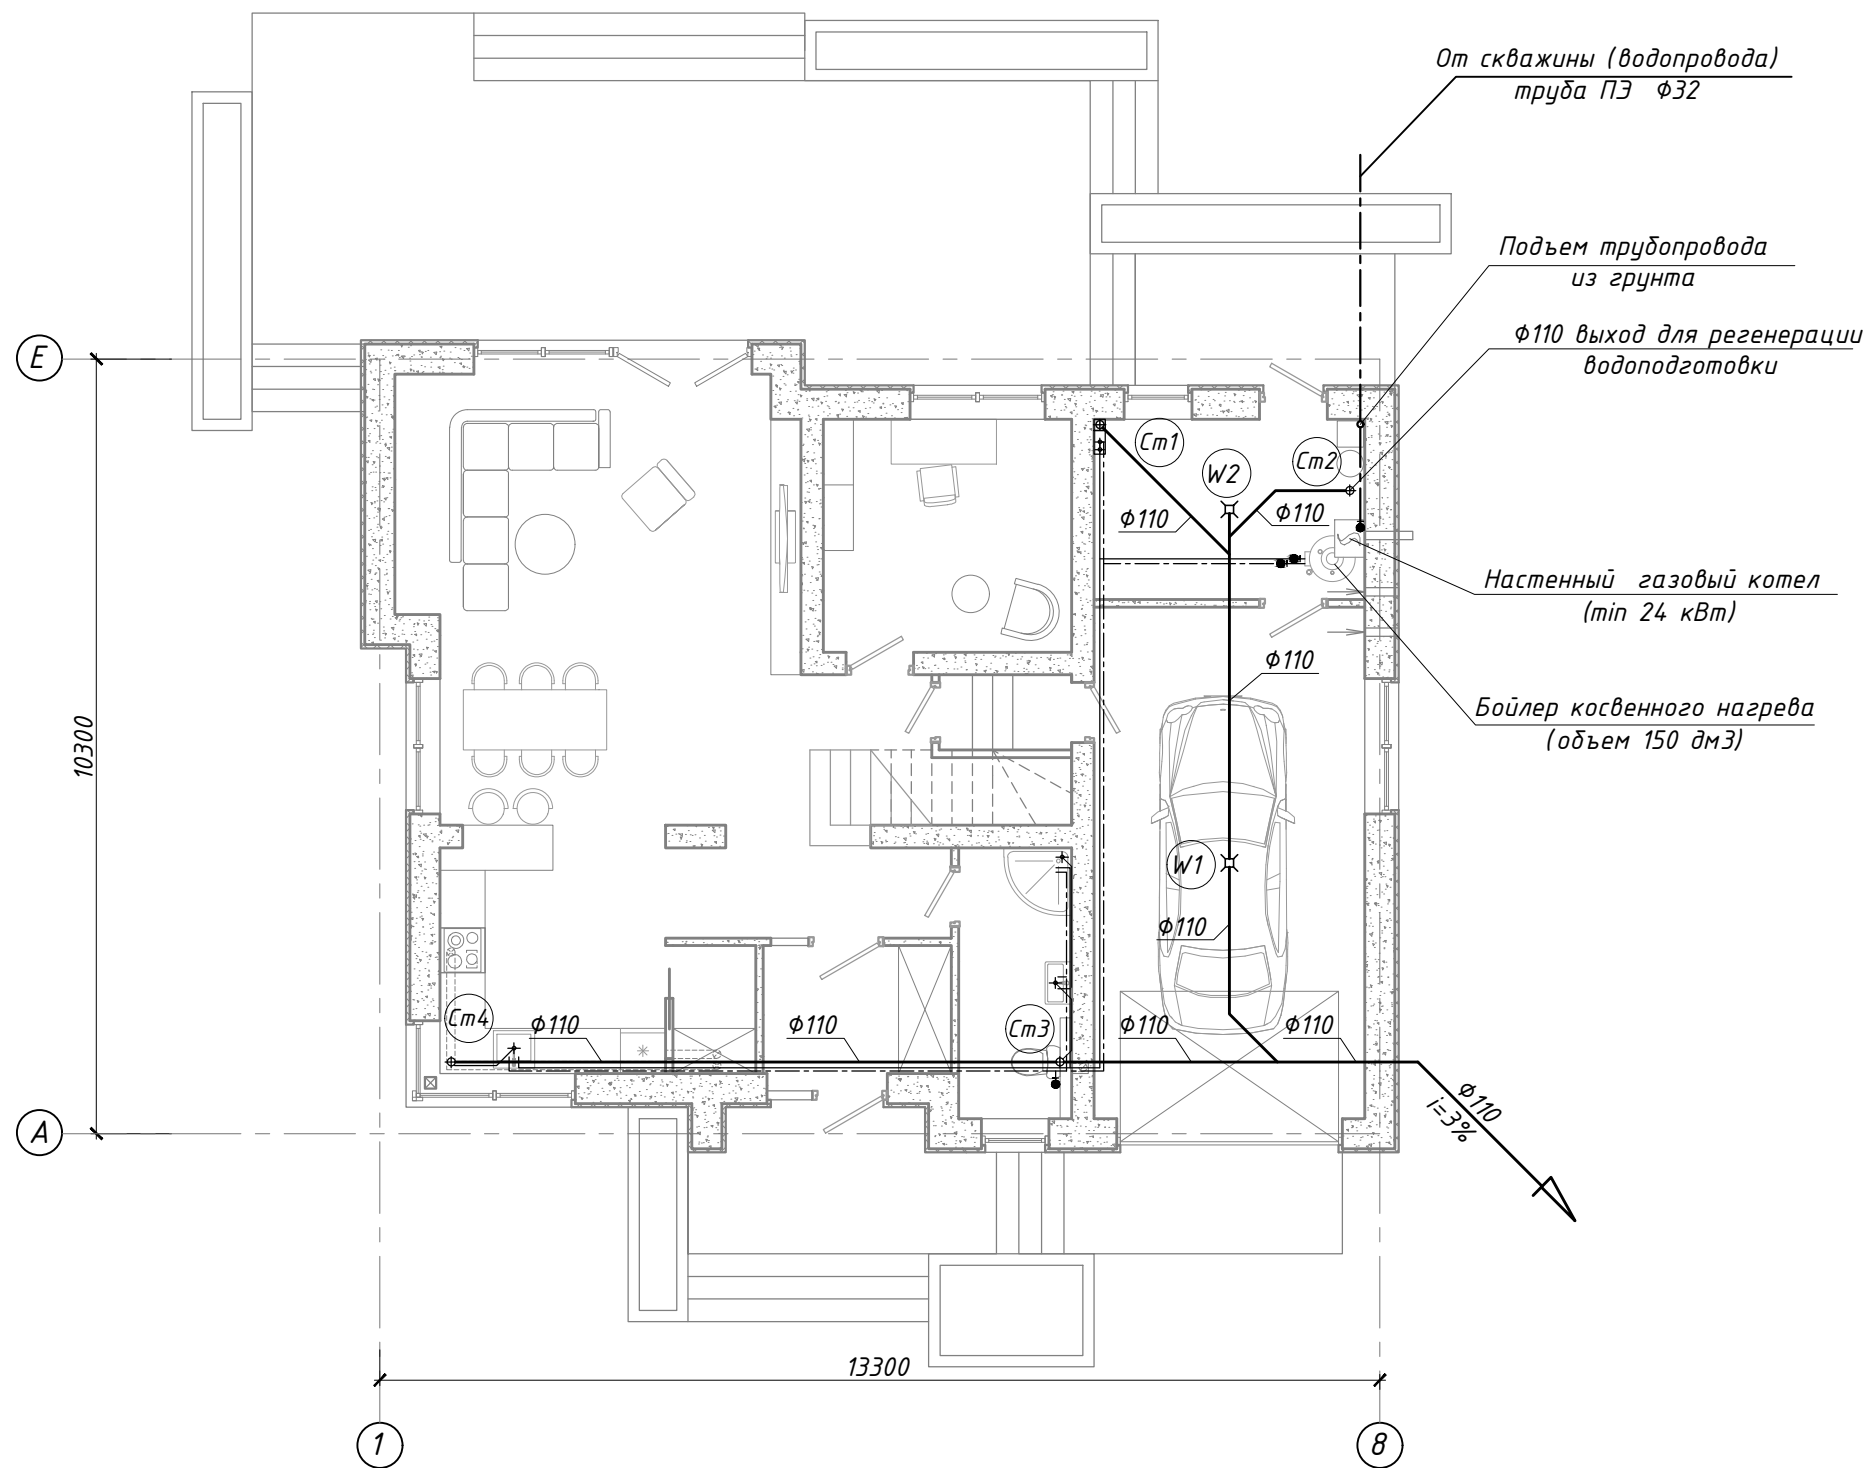 От скважины (водопровода)
труба ПЭ Ф32
Подъем трубопровода
из грунта
Ф110 выход для регенерации
водоподготовки
Е
Ст1
Ст2
W2
Ф110
Ф110
Настенный газовый котел
(min 24 кВт)
Ф110
Бойлер косвенного нагрева
(объем 150 дм3)
10300
W1
Ф110
Ст4
Ф110
Ф110
Ст3
Ф110
Ф110
Ф110
i=3%
А
13300
1
8